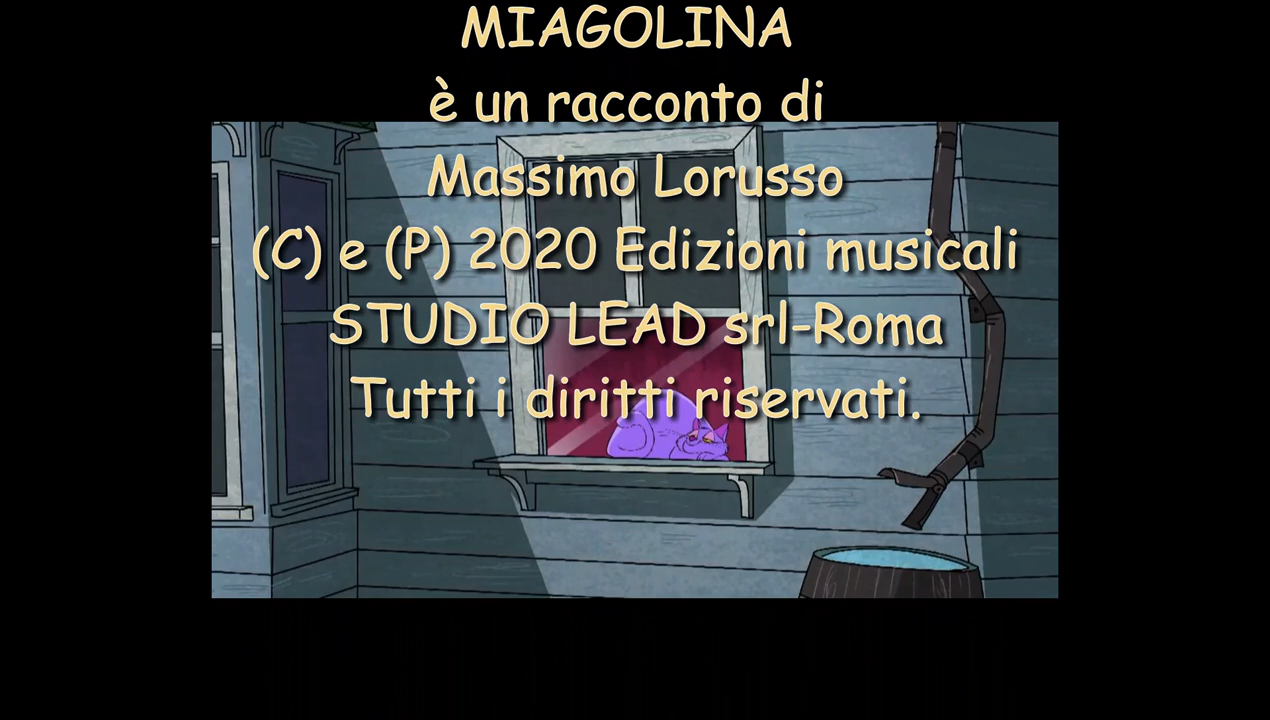 MIAGOLINA
è un racconto di
Massimo Lorusso
(C) e (P) 2020 Edizioni musicali
STUDIO LEAD srl-Roma
Tutti i diritti riservati.